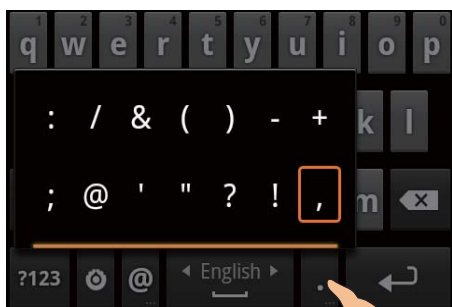 1 2 3 4 5 6 7 8 9 0
q w e r t y u i o p
: / & ( ) - +
k l
; @ ' " ? ! ,
m
?123 @ English . ...